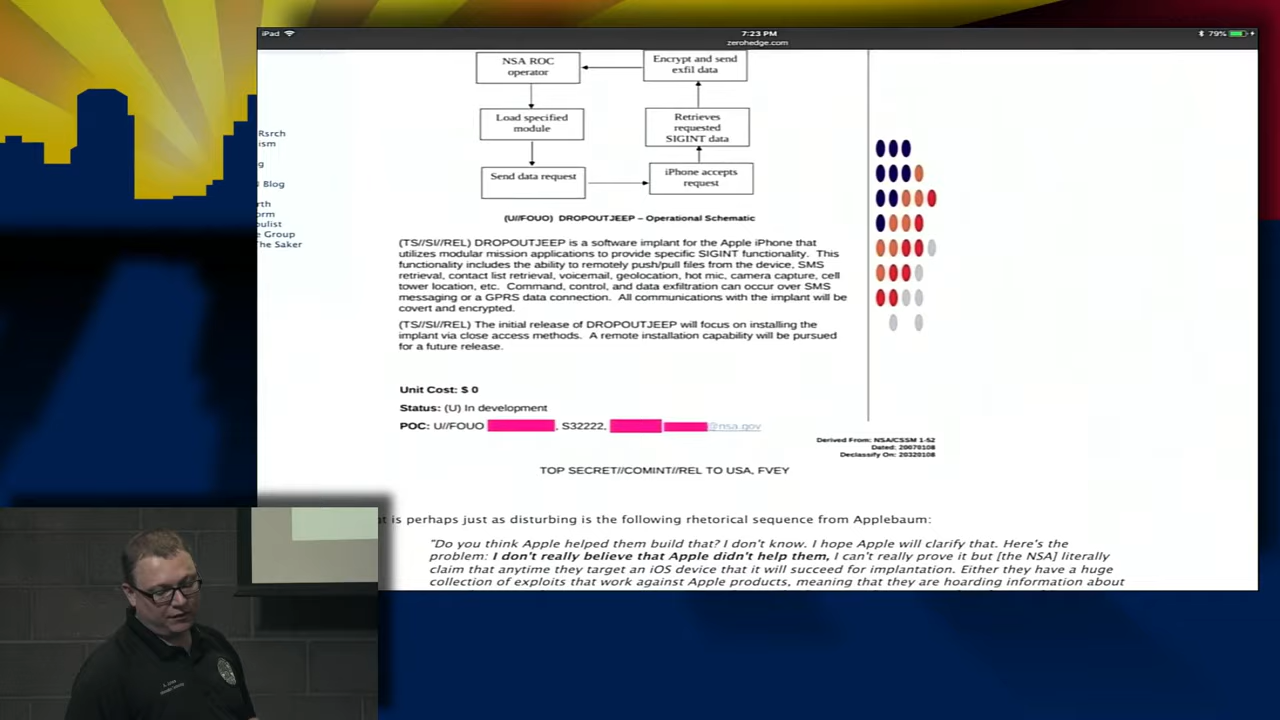 iPad
7:23 PM
79%
zerohedge.com
NSA ROC
operator
Encrypt and send
exfil data
Load specified
module
Retrieves
requested
SIGINT data
Send data request
iPhone accepts
request
Rsrch
ism
g
Blog
rth
orm
oulist
e Group
The Saker
(U//FOUO) DROPOUTJEEP – Operational Schematic
(TS//SI//REL) DROPOUTJEEP is a software implant for the Apple iPhone that
utilizes modular mission applications to provide specific SIGINT functionality. This
functionality includes the ability to remotely push/pull files from the device, SMS
retrieval, contact list retrieval, voicemail, geolocation, hot mic, camera capture, cell
tower location, etc. Command, control, and data exfiltration can occur over SMS
messaging or a GPRS data connection. All communications with the implant will be
covert and encrypted.
(TS//SI//REL) The initial release of DROPOUTJEEP will focus on installing the
implant via close access methods. A remote installation capability will be pursued
for a future release.
Unit Cost: $ 0
Status: (U) In development
POC: U//FOUO , S32222, @nsa.gov
Derived From: NSA/CSSM 1-52
Dated: 20070108
Declassify On: 20320108
TOP SECRET//COMINT//REL TO USA, FVEY
at is perhaps just as disturbing is the following rhetorical sequence from Applebaum:
"Do you think Apple helped them build that? I don't know. I hope Apple will clarify that. Here's the
problem: I don't really believe that Apple didn't help them, I can't really prove it but [the NSA] literally
claim that anytime they target an iOS device that it will succeed for implantation. Either they have a huge
collection of exploits that work against Apple products, meaning that they are hoarding information about